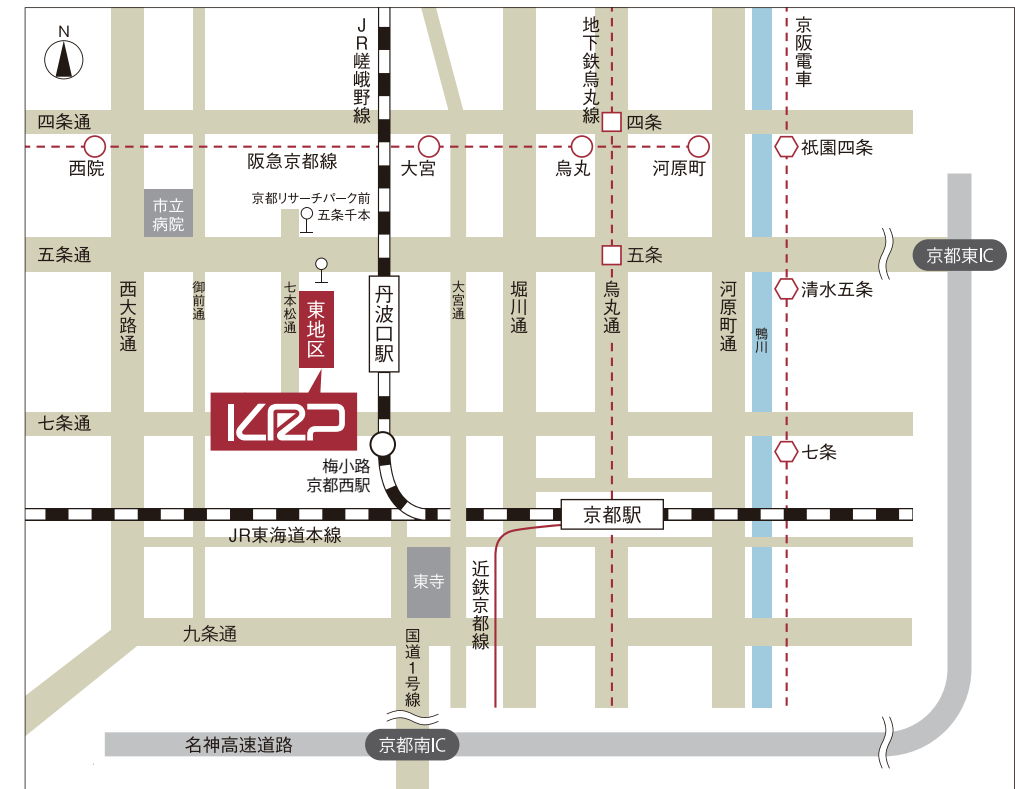 N
JR嵯峨野線
地下鉄烏丸線
京阪電車
四条通
四条
西院
阪急京都線
大宮
烏丸
河原町
祇園四条
市立
病院
京都リサーチパーク前
五条千本
五条通
五条
京都東IC
西大路通
御前通
七本松通
東地区
丹波口駅
大宮通
堀川通
烏丸通
河原町通
鴨川
清水五条
KRP
七条通
七条
梅小路
京都西駅
京都駅
JR東海道本線
東寺
近鉄京都線
九条通
国道1号線
名神高速道路
京都南IC